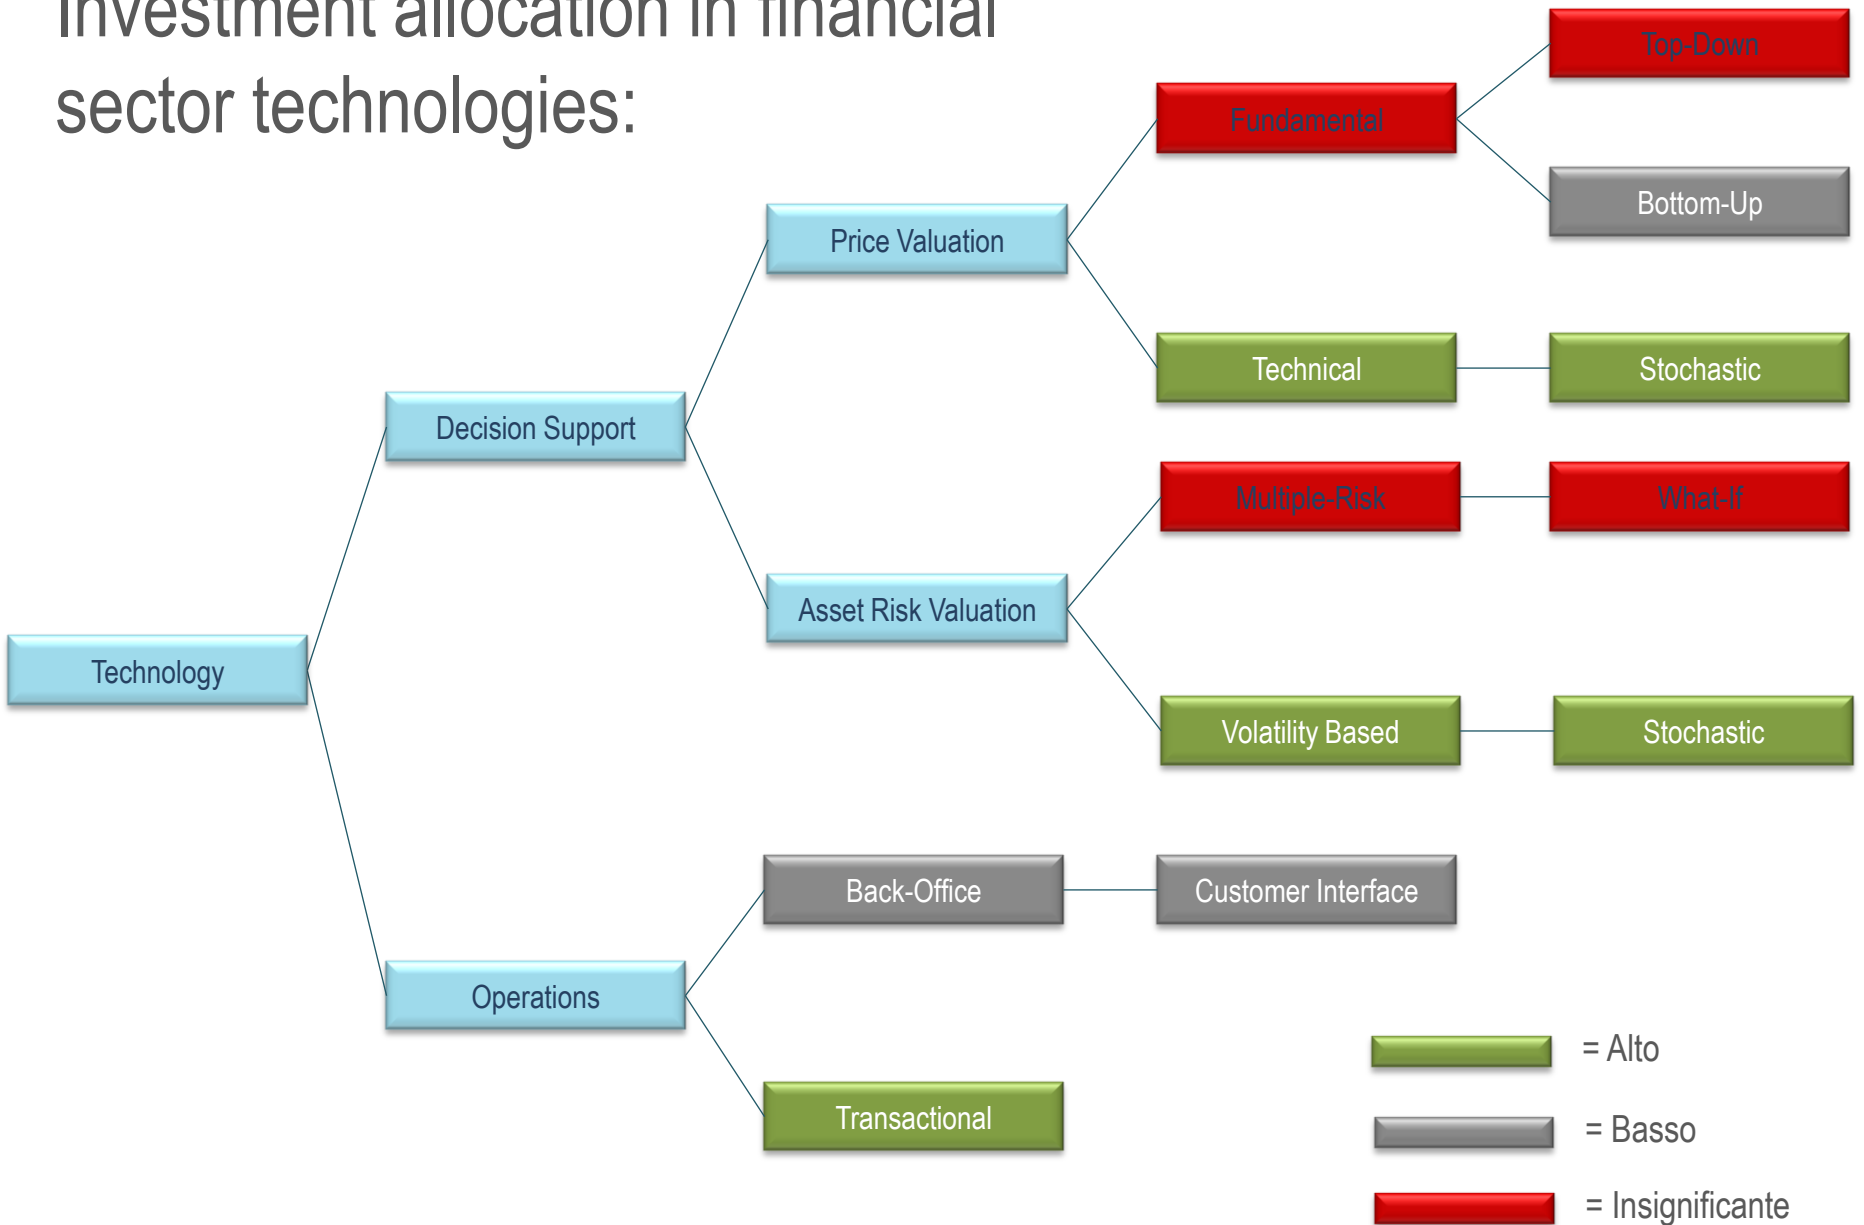 Investment allocation in financial
sector technologies:
Top-Down
Fundamental
Bottom-Up
Price Valuation
Technical
Stochastic
Decision Support
Multiple-Risk
What-If
Asset Risk Valuation
Technology
Volatility Based
Stochastic
Back-Office
Customer Interface
Operations
Transactional
= Alto
= Basso
= Insignificante